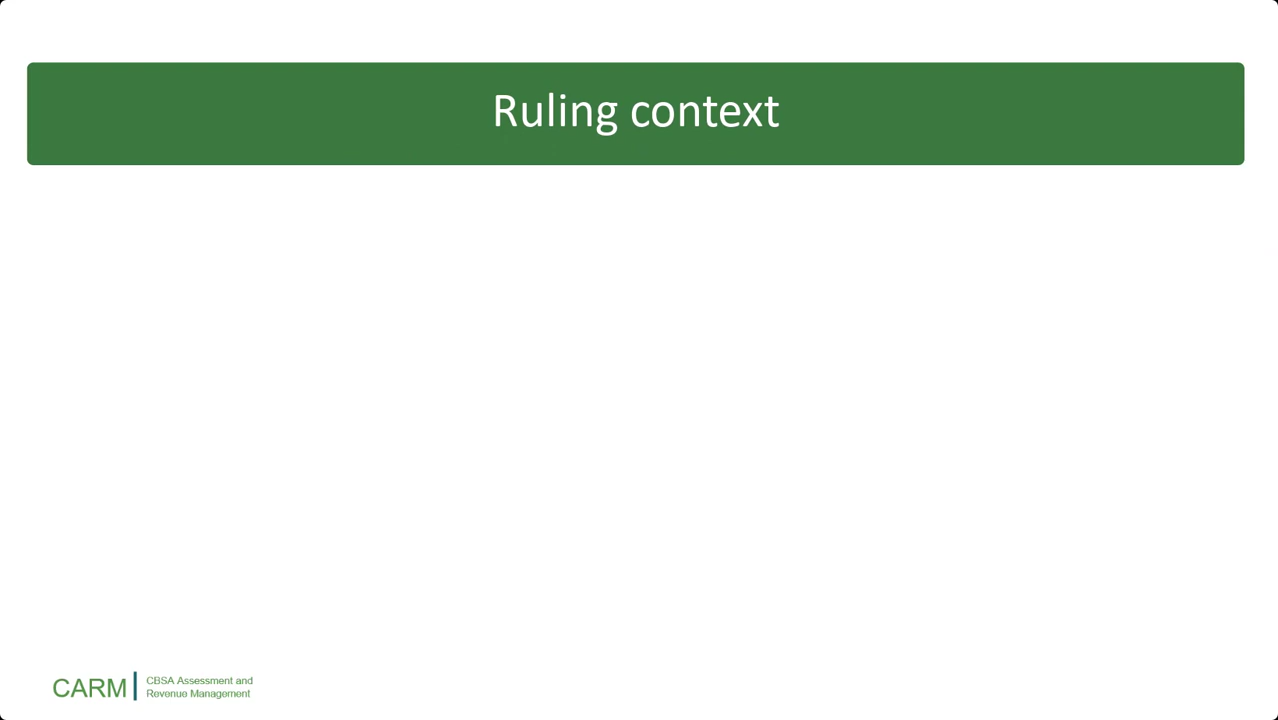 Ruling context
CARM
CBSA Assessment and
Revenue Management